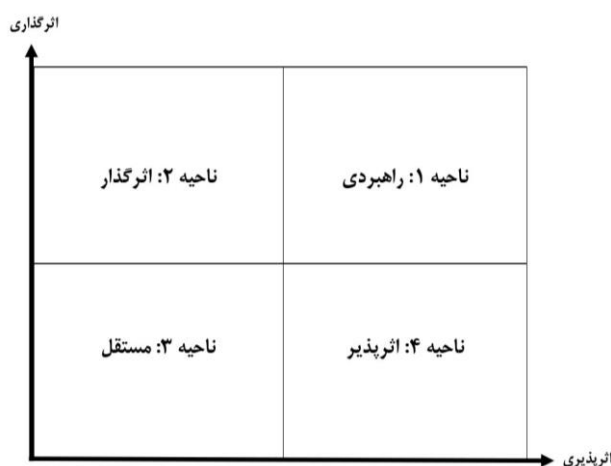 اثرگذاری
ناحیه ۱: راهبردی
ناحیه ۲: اثرگذار
ناحیه ۴: اثرپذیر
ناحیه ۳: مستقل
اثرپذیری